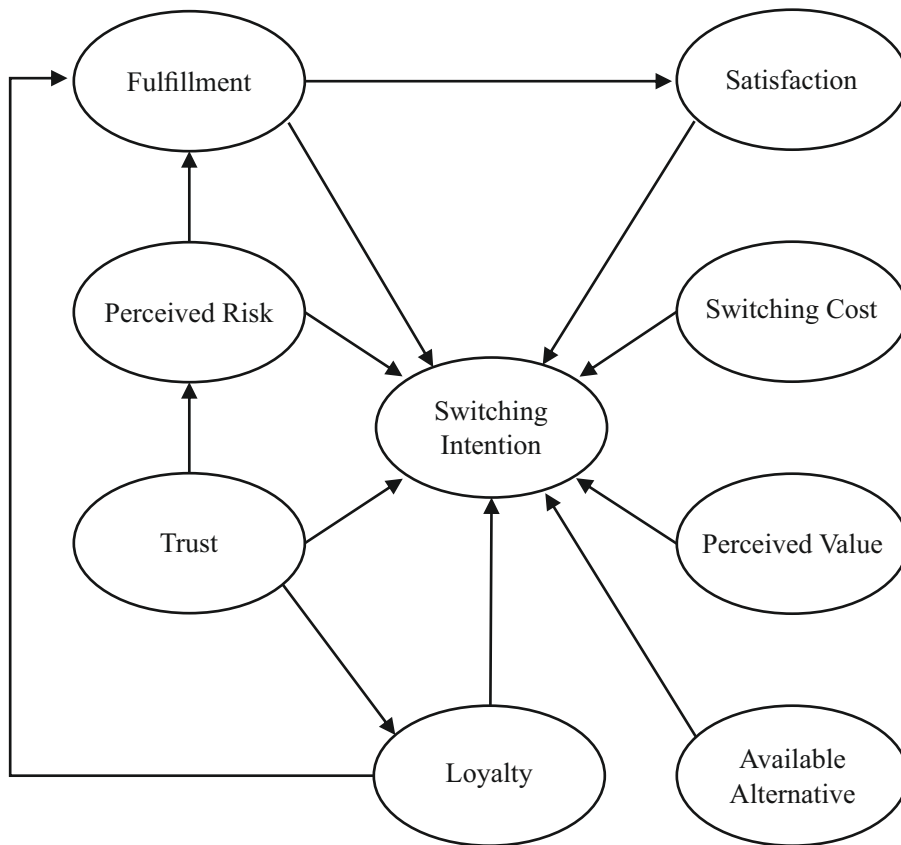 Fulfillment
Satisfaction
Perceived Risk
Switching Cost
Switching
Intention
Trust
Perceived Value
Loyalty
Available
Alternative